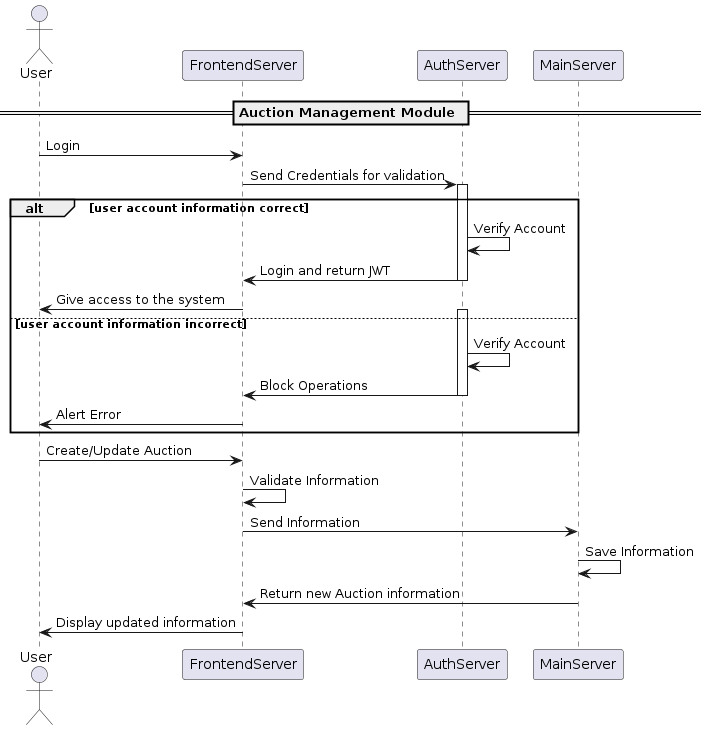 User
FrontendServer
AuthServer
MainServer
Auction Management Module
Login
Send Credentials for validation
alt
[user account information correct]
Verify Account
Login and return JWT
Give access to the system
[user account information incorrect]
Verify Account
Block Operations
Alert Error
Create/Update Auction
Validate Information
Send Information
Save Information
Return new Auction information
Display updated information
User
FrontendServer
AuthServer
MainServer